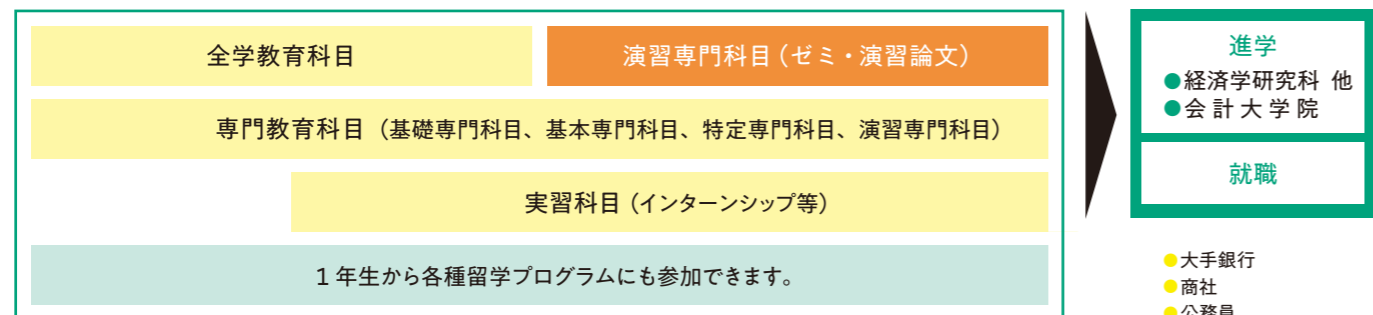 全学教育科目
演習専門科目（ゼミ・演習論文）
専門教育科目（基礎専門科目、基本専門科目、特定専門科目、演習専門科目）
実習科目（インターンシップ等）
1年生から各種留学プログラムにも参加できます。
進学
●経済学研究科 他
●会計大学院
就職
●大手銀行
●商社
●公務員